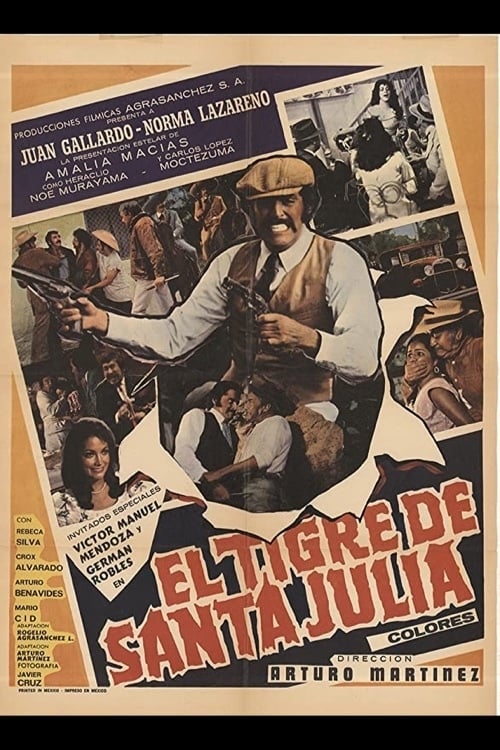 PRODUCCIONES FILMICAS AGRASANCHEZ S. A.
PRESENTA A
JUAN GALLARDO-NORMA LAZARENO
LA PRESENTACION ESTELAR DE
AMALIA MACIAS
COMO HERACLIO
NOE MURAYAMA-
Y CARLOS LOPEZ
MOCTEZUMA
INVITADOS ESPECIALES
VICTOR MANUEL
MENDOZA y
GERMAN
ROBLES
EN
EL TIGRE DE
SANTA JULIA
COLORES
DIRECCION
ARTURO MARTINEZ
CON
REBECA
SILVA
CROX
ALVARADO
ARTURO
BENAVIDES
MARIO
CID
ADAPTACION
ROGELIO
AGRASANCHEZ L.
ADAPTACION
ARTURO
MARTINEZ
FOTOGRAFIA
JAVIER
CRUZ
PRINTED IN MEXICO - IMPRESO EN MEXICO